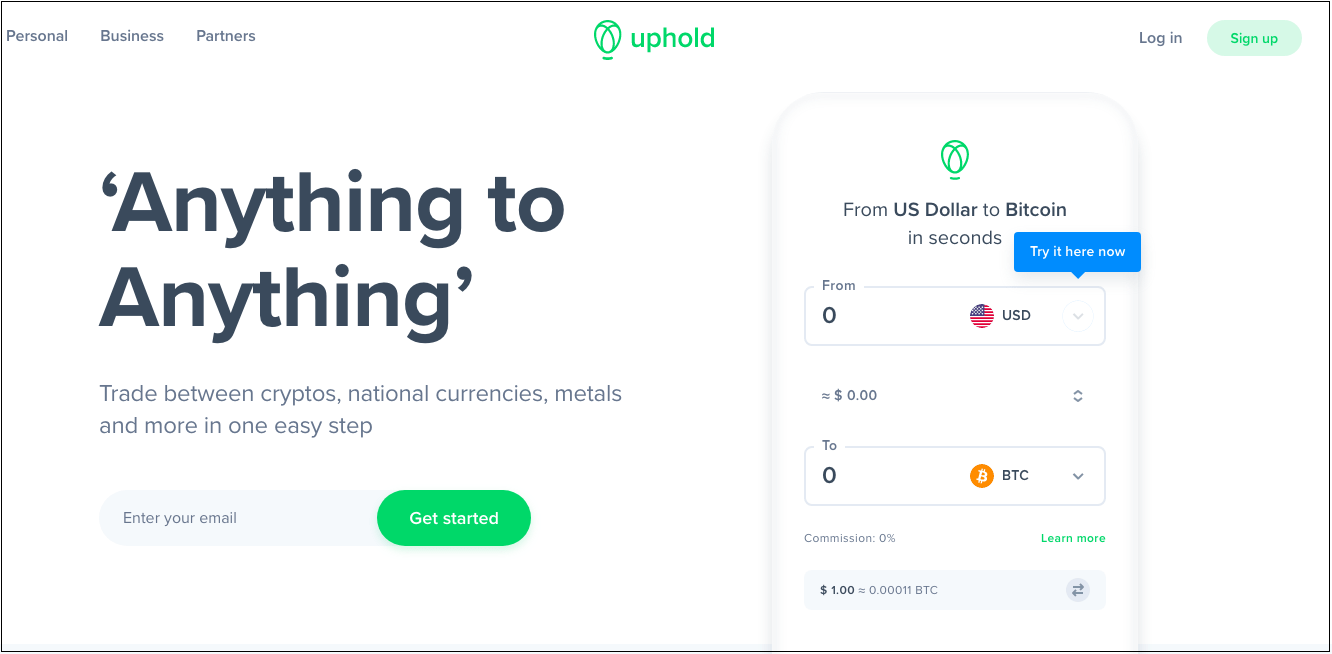 Personal Business Partners
uphold
Log in Sign up
‘Anything to
Anything’
Trade between cryptos, national currencies, metals
and more in one easy step
Enter your email Get started
From US Dollar to Bitcoin
in seconds
Try it here now
From
0 USD
≈ $ 0.00
To
0 BTC
Commission: 0% Learn more
$ 1.00 ≈ 0.00011 BTC